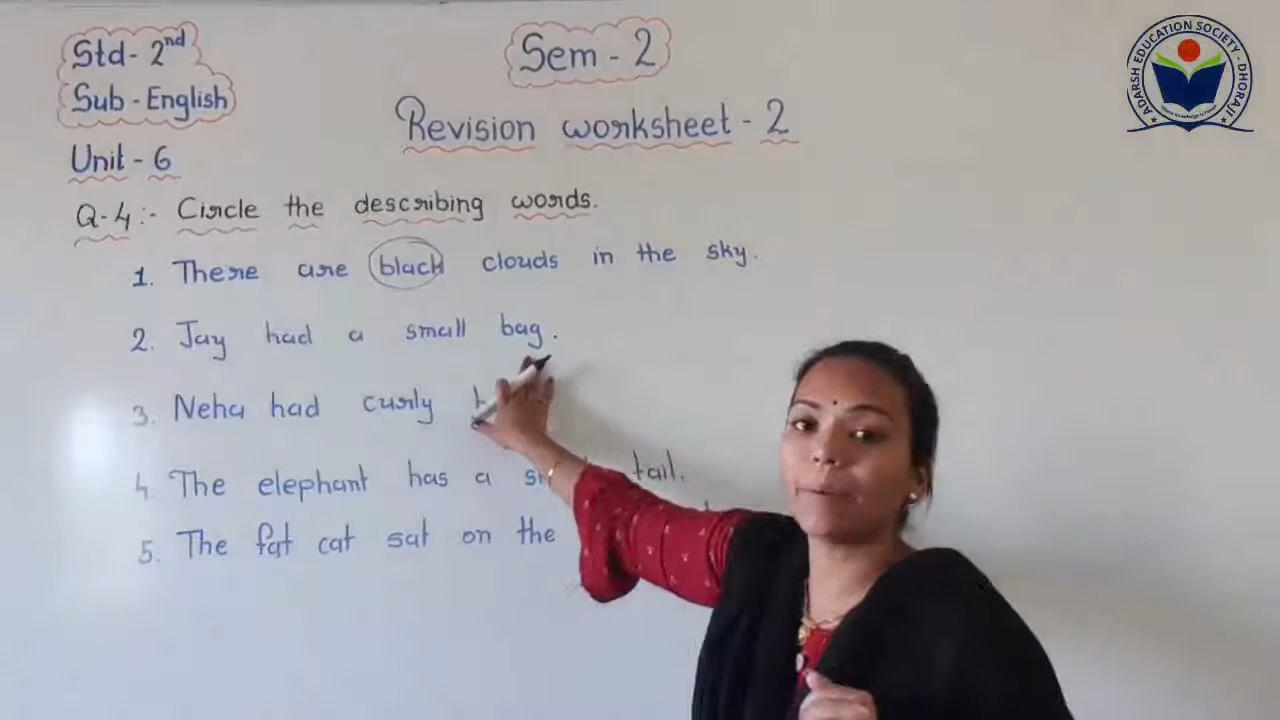 Std - 2nd
Sub - English
Unit - 6
Sem - 2
Revision worksheet - 2
Q-4 :- Circle the describing words.
1. There are black clouds in the sky.
2. Jay had a small bag.
3. Neha had curly
4. The elephant has a tail.
5. The fat cat sat on the
ADARSH EDUCATION SOCIETY - DHORAJI